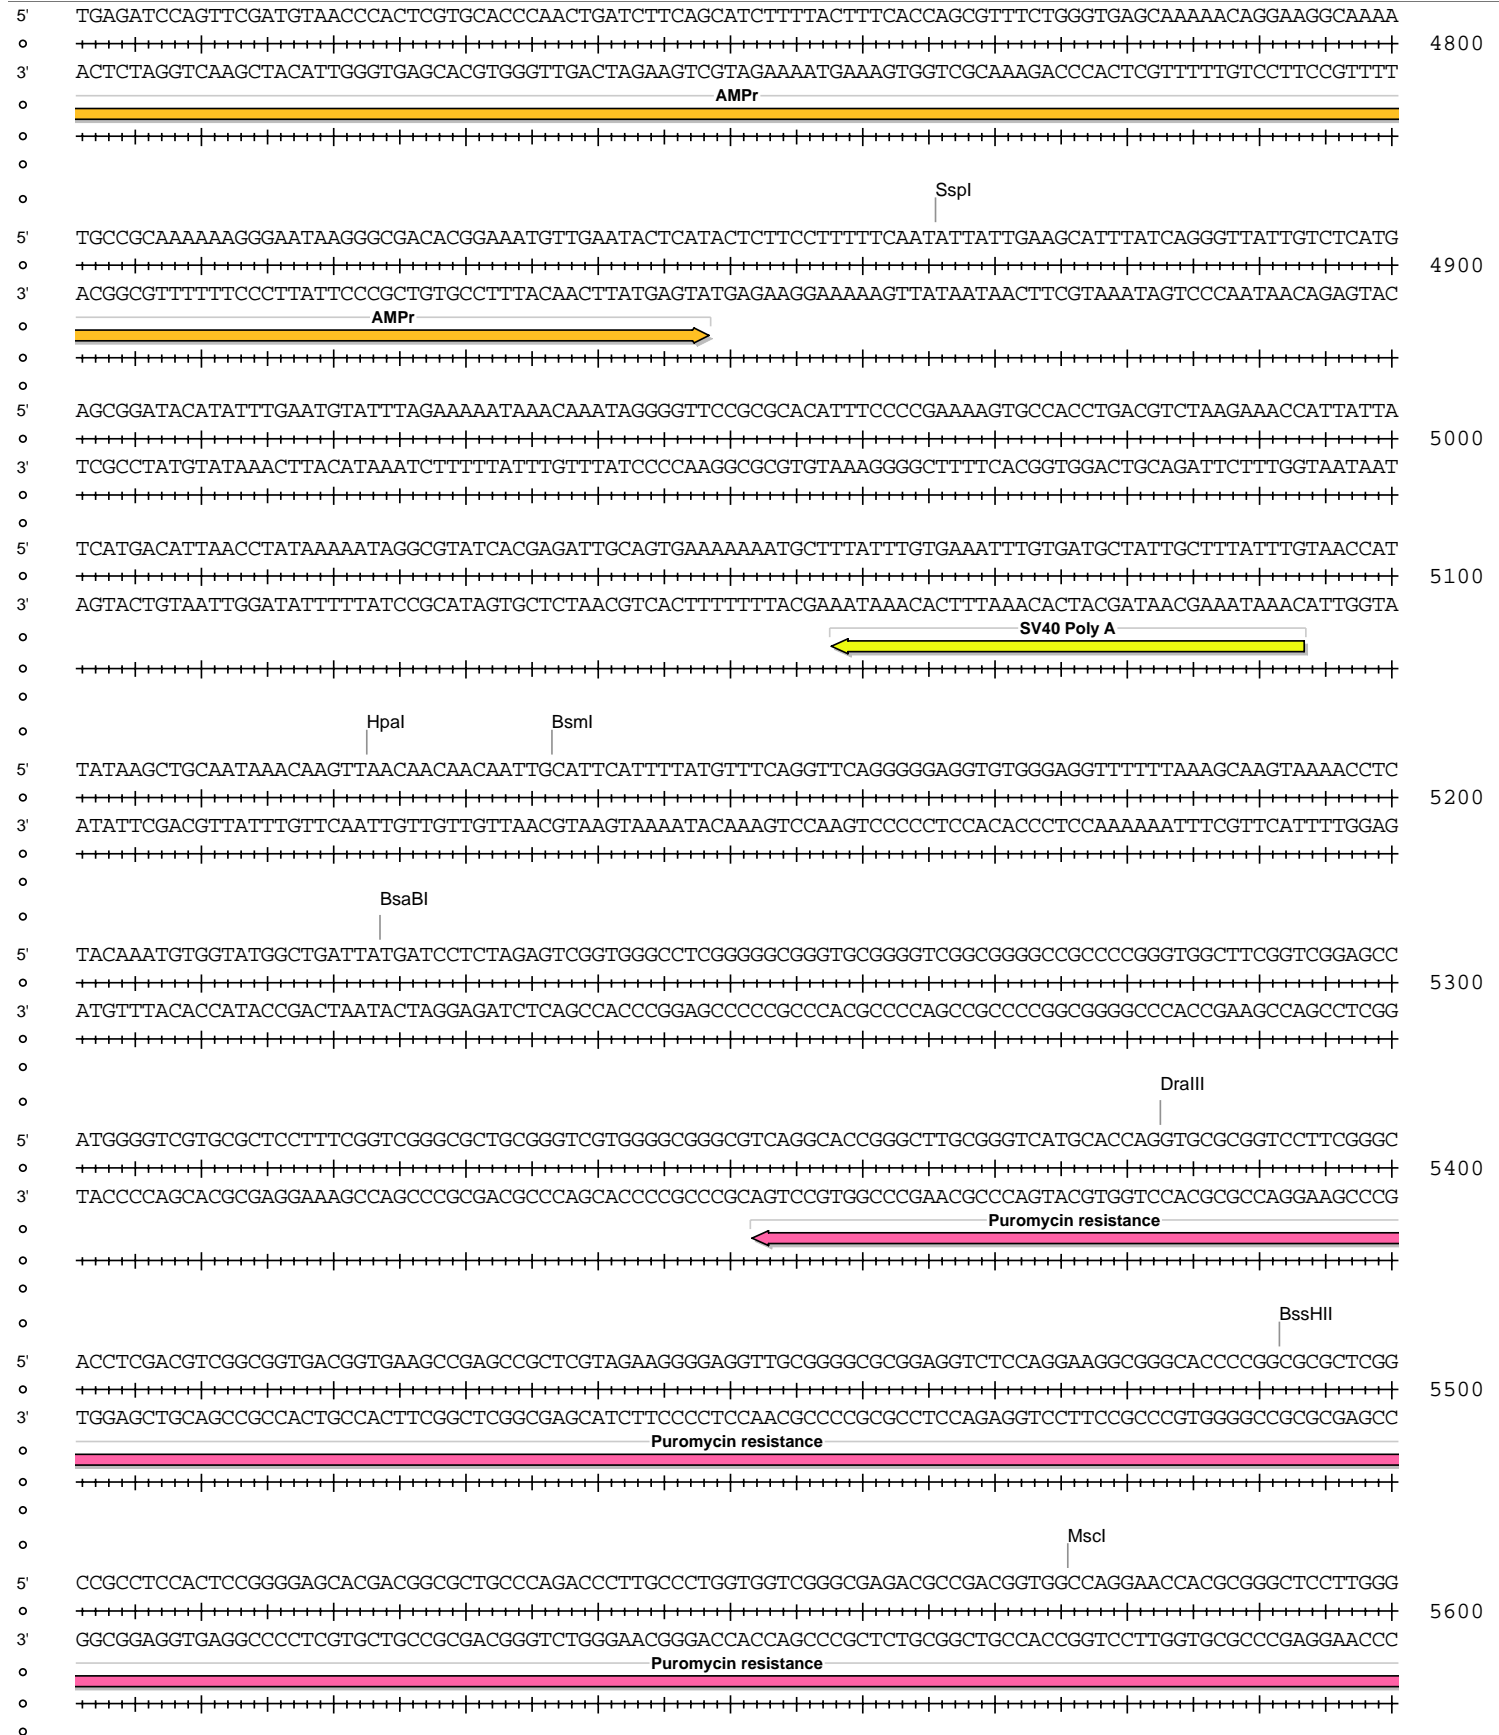 5' TGAGATCCAGTTCGATGTAACCCACTCGTGCACCCAACTGATCTTCAGCATCTTTTACTTTCACCAGCGTTTCTGGGTGAGCAAAAACAGGAAGGCAAAA
4800
3' ACTCTAGGTCAAGCTACATTGGGTGAGCACGTGGGTTGACTAGAAGTCGTAGAAAATGAAAGTGGTCGCAAAGACCCACTCGTTTTTGTCCTTCCGTTTT
AMPr
SspI
5' TGCCGCAAAAAAGGGAATAAGGGCGACACGGAAATGTTGAATACTCATACTCTTCCTTTTTCAATATTATTGAAGCATTTATCAGGGTTATTGTCTCATG
4900
3' ACGGCGTTTTTTCCCTTATTCCCGCTGTGCCTTTACAACTTATGAGTATGAGAAGGAAAAAGTTATAATAACTTCGTAAATAGTCCCAATAACAGAGTAC
AMPr
5' AGCGGATACATATTTGAATGTATTTAGAAAAATAAACAAATAGGGGTTCCGCGCACATTTCCCCGAAAAGTGCCACCTGACGTCTAAGAAACCATTATTA
5000
3' TCGCCTATGTATAAACTTACATAAATCTTTTTATTTGTTTATCCCCAAGGCGCGTGTAAAGGGGCTTTTCACGGTGGACTGCAGATTCTTTGGTAATAAT
5' TCATGACATTAACCTATAAAAATAGGCGTATCACGAGATTGCAGTGAAAAAAATGCTTTATTTGTGAAATTTGTGATGCTATTGCTTTATTTGTAACCAT
5100
3' AGTACTGTAATTGGATATTTTTATCCGCATAGTGCTCTAACGTCACTTTTTTTACGAAATAAACACTTTAAACACTACGATAACGAAATAAACATTGGTA
SV40 Poly A
HpaI BsmI
5' TATAAGCTGCAATAAACAAGTTAACAACAACAATTGCATTCATTTTATGTTTCAGGTTCAGGGGGAGGTGTGGGAGGTTTTTTAAAGCAAGTAAAACCTC
5200
3' ATATTCGACGTTATTTGTTCAATTGTTGTTGTTAACGTAAGTAAAATACAAAGTCCAAGTCCCCCTCCACACCCTCCAAAAAATTTCGTTCATTTTGGAG
BsaBI
5' TACAAATGTGGTATGGCTGATTATGATCCTCTAGAGTCGGTGGGCCTCGGGGGCGGGTGCGGGGTCGGCGGGGCCGCCCCGGGTGGCTTCGGTCGGAGCC
5300
3' ATGTTTACACCATACCGACTAATACTAGGAGATCTCAGCCACCCGGAGCCCCCGCCCACGCCCCAGCCGCCCCGGCGGGGCCCACCGAAGCCAGCCTCGG
DraIII
5' ATGGGGTCGTGCGCTCCTTTCGGTCGGGCGCTGCGGGTCGTGGGGCGGGCGTCAGGCACCGGGCTTGCGGGTCATGCACCAGGTGCGCGGTCCTTCGGGC
5400
3' TACCCCAGCACGCGAGGAAAGCCAGCCCGCGACGCCCAGCACCCCGCCCGCAGTCCGTGGCCCGAACGCCCAGTACGTGGTCCACGCGCCAGGAAGCCCG
Puromycin resistance
BssHII
5' ACCTCGACGTCGGCGGTGACGGTGAAGCCGAGCCGCTCGTAGAAGGGGAGGTTGCGGGGCGCGGAGGTCTCCAGGAAGGCGGGCACCCCGGCGCGCTCGG
5500
3' TGGAGCTGCAGCCGCCACTGCCACTTCGGCTCGGCGAGCATCTTCCCCTCCAACGCCCCGCGCCTCCAGAGGTCCTTCCGCCCGTGGGGCCGCGCGAGCC
Puromycin resistance
MscI
5' CCGCCTCCACTCCGGGGAGCACGACGGCGCTGCCCAGACCCTTGCCCTGGTGGTCGGGCGAGACGCCGACGGTGGCCAGGAACCACGCGGGCTCCTTGGG
5600
3' GGCGGAGGTGAGGCCCCTCGTGCTGCCGCGACGGGTCTGGGAACGGGACCACCAGCCCGCTCTGCGGCTGCCACCGGTCCTTGGTGCGCCCGAGGAACCC
Puromycin resistance